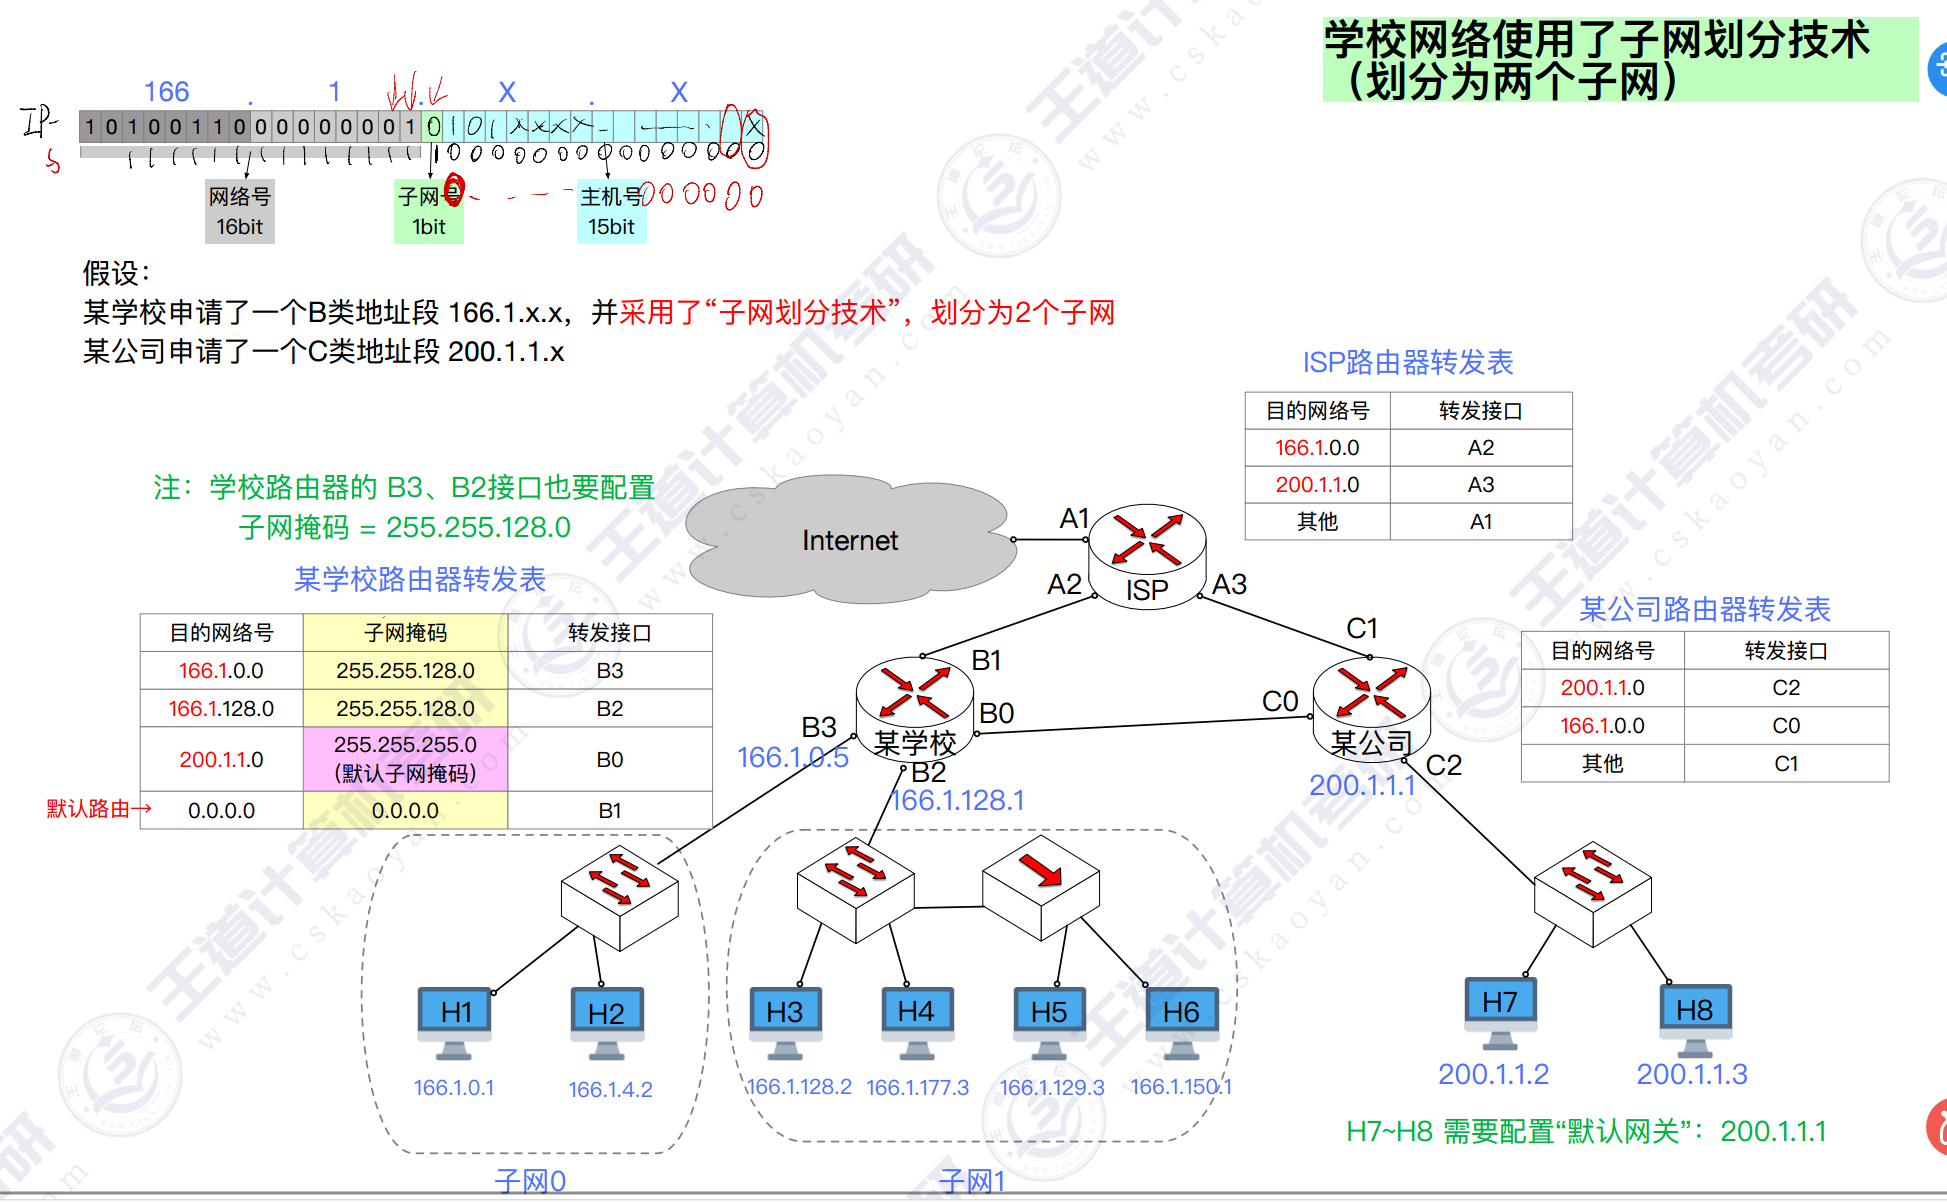 学校网络使用了子网划分技术
（划分为两个子网）
166 . 1 . X . X
IP-
1 0 1 0 0 1 1 0 0 0 0 0 0 0 0 1 0 1 0 1 X X X X
网络号
16bit
子网号
1bit
主机号
15bit
假设：
某学校申请了一个B类地址段 166.1.x.x，并采用了“子网划分技术”，划分为2个子网
某公司申请了一个C类地址段 200.1.1.x
ISP路由器转发表
目的网络号 转发接口
166.1.0.0 A2
200.1.1.0 A3
其他 A1
注：学校路由器的 B3、B2接口也要配置
子网掩码 = 255.255.128.0
某学校路由器转发表
目的网络号 子网掩码 转发接口
166.1.0.0 255.255.128.0 B3
166.1.128.0 255.255.128.0 B2
200.1.1.0 255.255.255.0 B0
（默认子网掩码）
默认路由→ 0.0.0.0 0.0.0.0 B1
某公司路由器转发表
目的网络号 转发接口
200.1.1.0 C2
166.1.0.0 C0
其他 C1
Internet
A1
ISP
A2
A3
B1
C1
B0
C0
B3
某学校
某公司
166.1.0.5
B2
C2
166.1.128.1
200.1.1.1
H1
H2
H3
H4
H5
H6
H7
H8
166.1.0.1
166.1.4.2
166.1.128.2
166.1.177.3
166.1.129.3
166.1.150.1
200.1.1.2
200.1.1.3
H7~H8 需要配置“默认网关”：200.1.1.1
子网0
子网1
王道计算机考研
www.cskaoyan.com